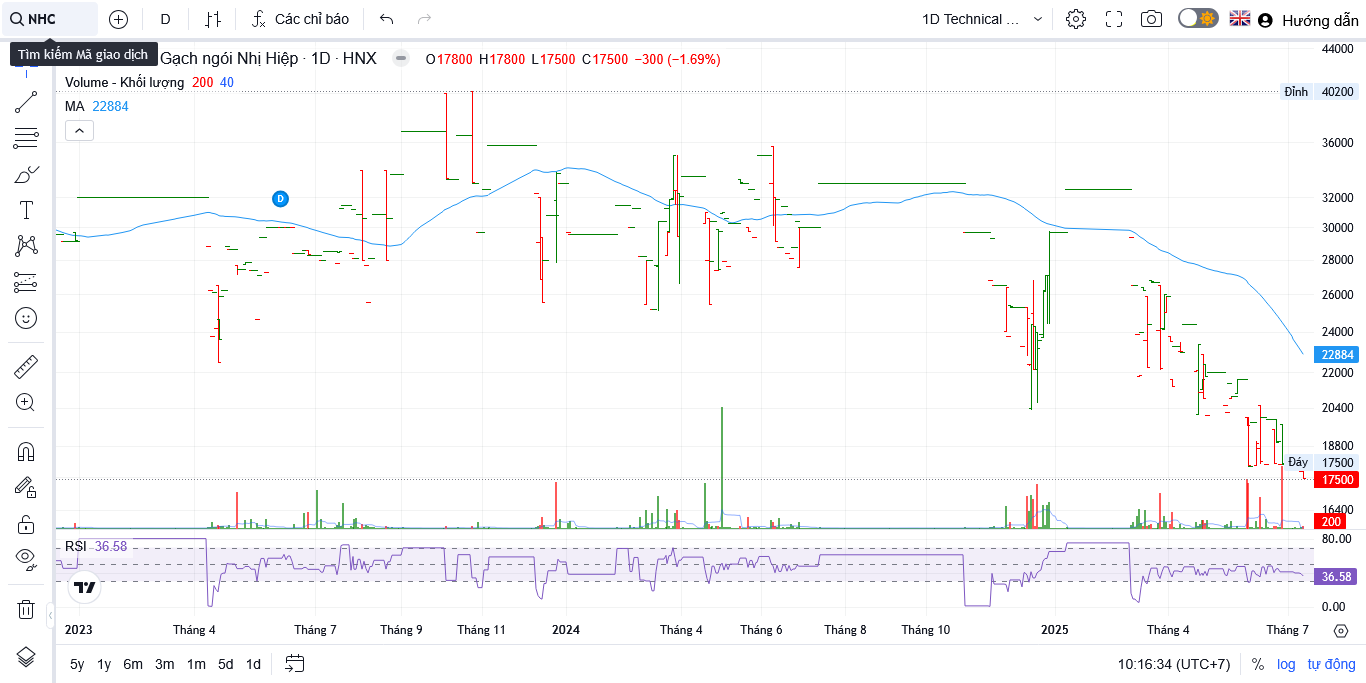 NHC D Các chỉ báo 1D Technical ... Hướng dẫn
Tìm kiếm Mã giao dịch
Gạch ngói Nhị Hiệp · 1D · HNX O17800 H17800 L17500 C17500 −300 (−1.69%)
Volume - Khối lượng 200 40
MA 22884
D
44000
Đỉnh 40200
36000
32000
30000
28000
26000
24000
22884
22000
20400
18800
Đáy 17500
17500
16400
200
RSI 36.58
80.00
36.58
0.00
2023 Tháng 4 Tháng 7 Tháng 9 Tháng 11 2024 Tháng 4 Tháng 6 Tháng 8 Tháng 10 2025 Tháng 4 Tháng 7
5y 1y 6m 3m 1m 5d 1d 10:16:34 (UTC+7) % log tự động